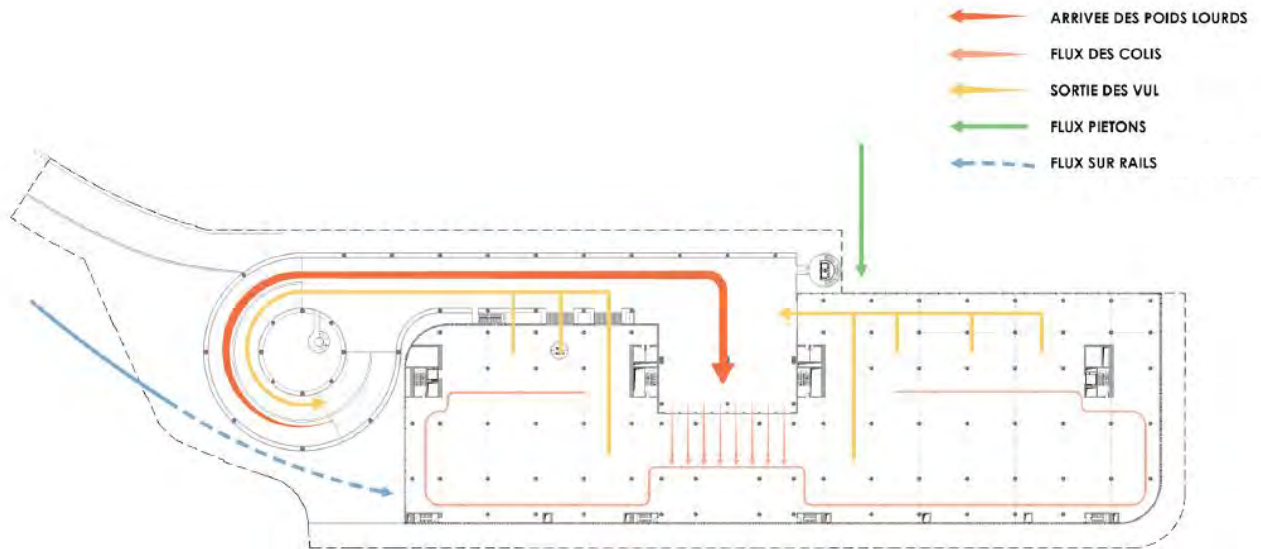 ARRIVEE DES POIDS LOURDS
FLUX DES COLIS
SORTIE DES VUL
FLUX PIETONS
FLUX SUR RAILS